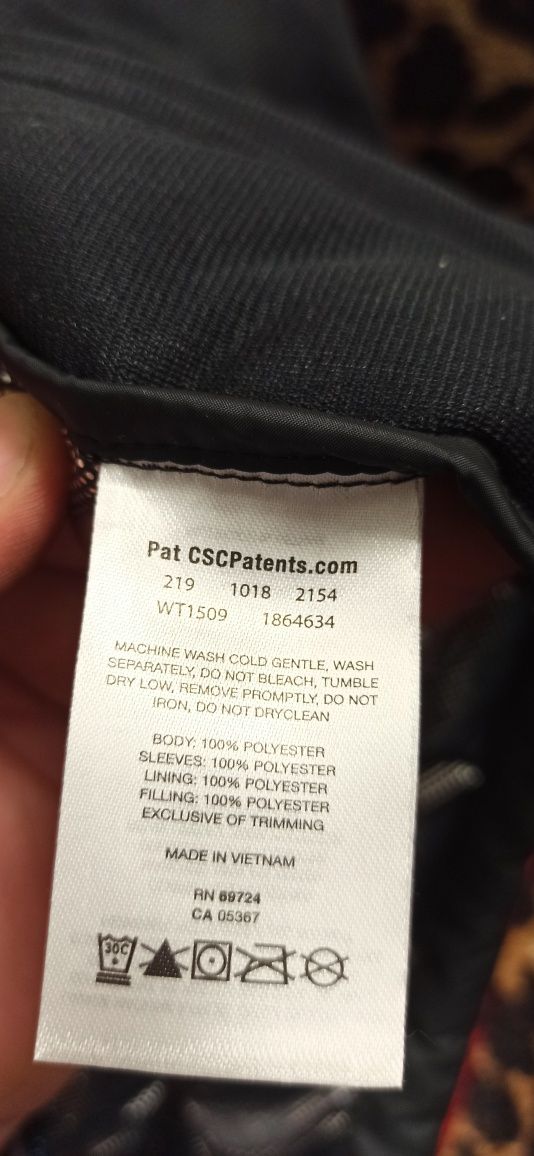 Pat CSCPatents.com
219 1018 2154
WT1509 1864634
MACHINE WASH COLD GENTLE, WASH
SEPARATELY, DO NOT BLEACH, TUMBLE
DRY LOW, REMOVE PROMPTLY, DO NOT
IRON, DO NOT DRYCLEAN
BODY: 100% POLYESTER
SLEEVES: 100% POLYESTER
LINING: 100% POLYESTER
FILLING: 100% POLYESTER
EXCLUSIVE OF TRIMMING
MADE IN VIETNAM
RN 69724
CA 05367
30C